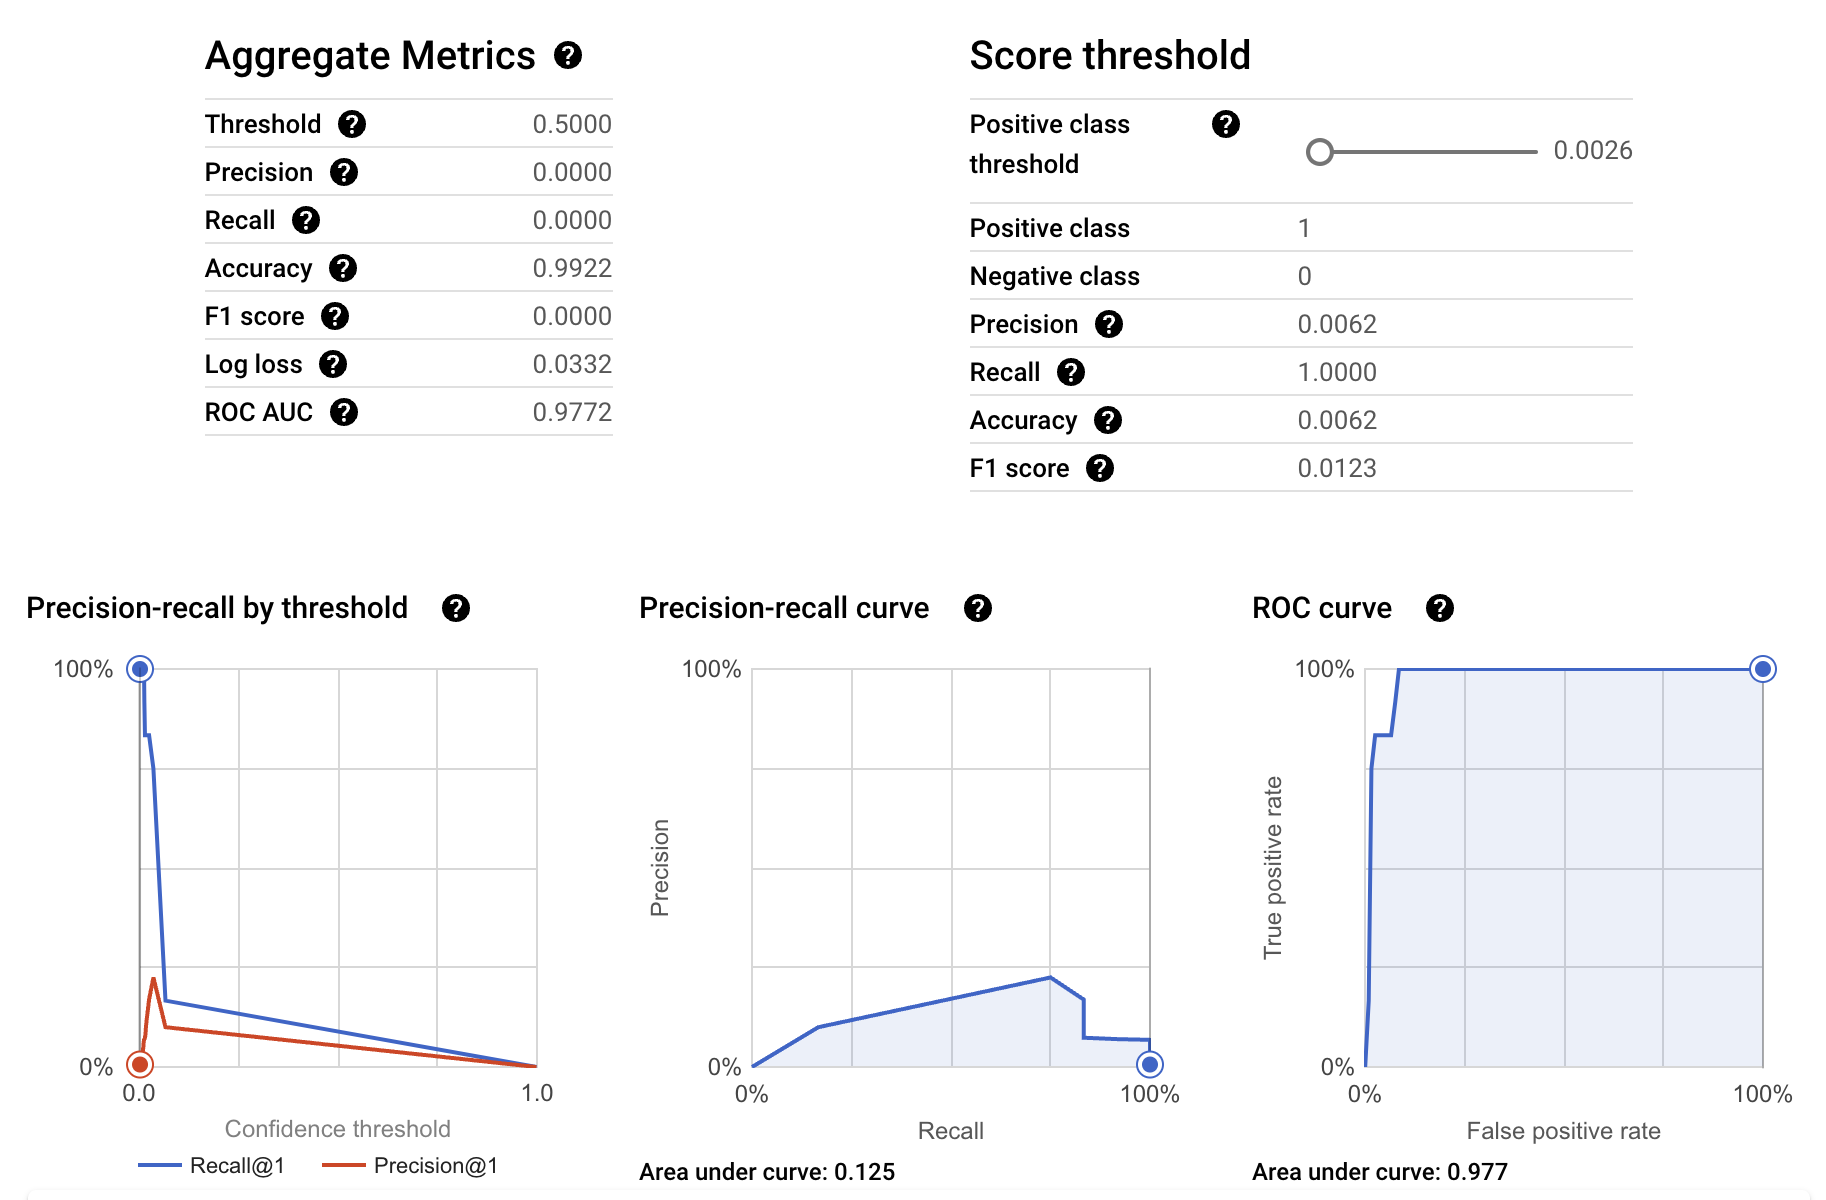 Aggregate Metrics
Threshold 0.5000
Precision 0.0000
Recall 0.0000
Accuracy 0.9922
F1 score 0.0000
Log loss 0.0332
ROC AUC 0.9772
Score threshold
Positive class
threshold
0.0026
Positive class 1
Negative class 0
Precision 0.0062
Recall 1.0000
Accuracy 0.0062
F1 score 0.0123
Precision-recall by threshold
100%
0%
0.0 1.0
Confidence threshold
Recall@1 Precision@1
Precision-recall curve
100%
Precision
0%
0% 100%
Recall
Area under curve: 0.125
ROC curve
100%
True positive rate
0%
0% 100%
False positive rate
Area under curve: 0.977